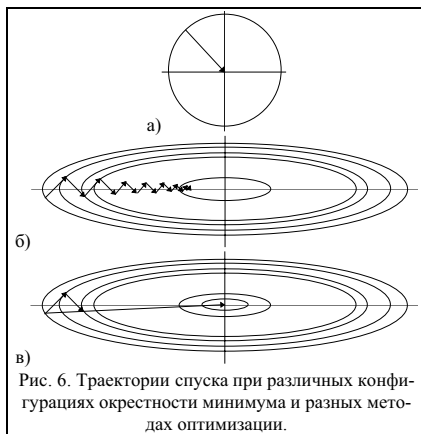 а)
б)
в)
Рис. 6. Траектории спуска при различных конфи-
гурациях окрестности минимума и разных мето-
дах оптимизации.